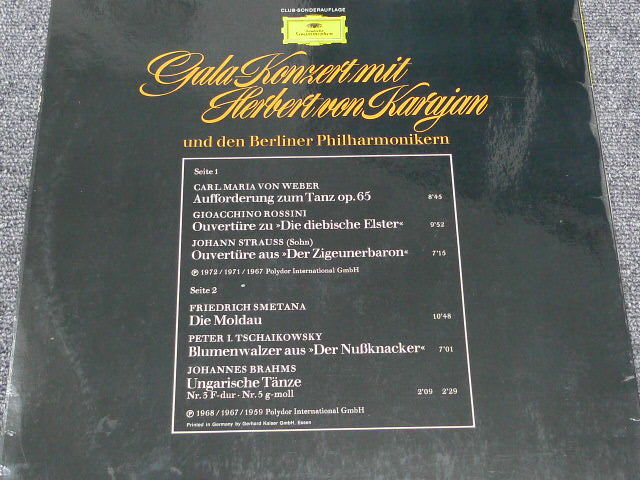 CLUB-SONDERAUFLAGE
Deutsche
Grammophon
Gala-Konzert mit
Herbert von Karajan
und den Berliner Philharmonikern
Seite 1
CARL MARIA VON WEBER
Aufforderung zum Tanz op. 65 8'45
GIOACCHINO ROSSINI
Ouvertüre zu »Die diebische Elster« 9'52
JOHANN STRAUSS (Sohn)
Ouvertüre aus »Der Zigeunerbaron« 7'15
Ⓟ 1972 / 1971 / 1967 Polydor International GmbH
Seite 2
FRIEDRICH SMETANA
Die Moldau 10'48
PETER I. TSCHAIKOWSKY
Blumenwalzer aus »Der Nußknacker« 7'01
JOHANNES BRAHMS
Ungarische Tänze
Nr. 3 F-dur · Nr. 5 g-moll 2'09 2'29
Ⓟ 1968 / 1967 / 1959 Polydor International GmbH
Printed in Germany by Gerhard Kaiser GmbH, Essen